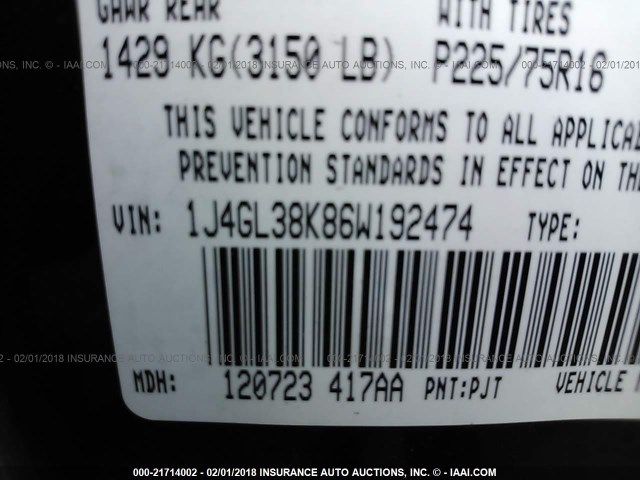 GAWR REAR WITH TIRES
1429 KG(3150 LB) P225/75R16
THIS VEHICLE CONFORMS TO ALL APPLICA
PREVENTION STANDARDS IN EFFECT ON TH
VIN: 1J4GL38K86W192474 TYPE:
MDH: 120723 417AA PNT:PJT VEHICLE
000-21714002 - 02/01/2018 INSURANCE AUTO AUCTIONS, INC. - © IAAI.COM